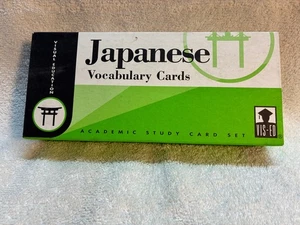 VISUAL EDUCATION
Japanese
Vocabulary Cards
ACADEMIC STUDY CARD SET
VIS-ED